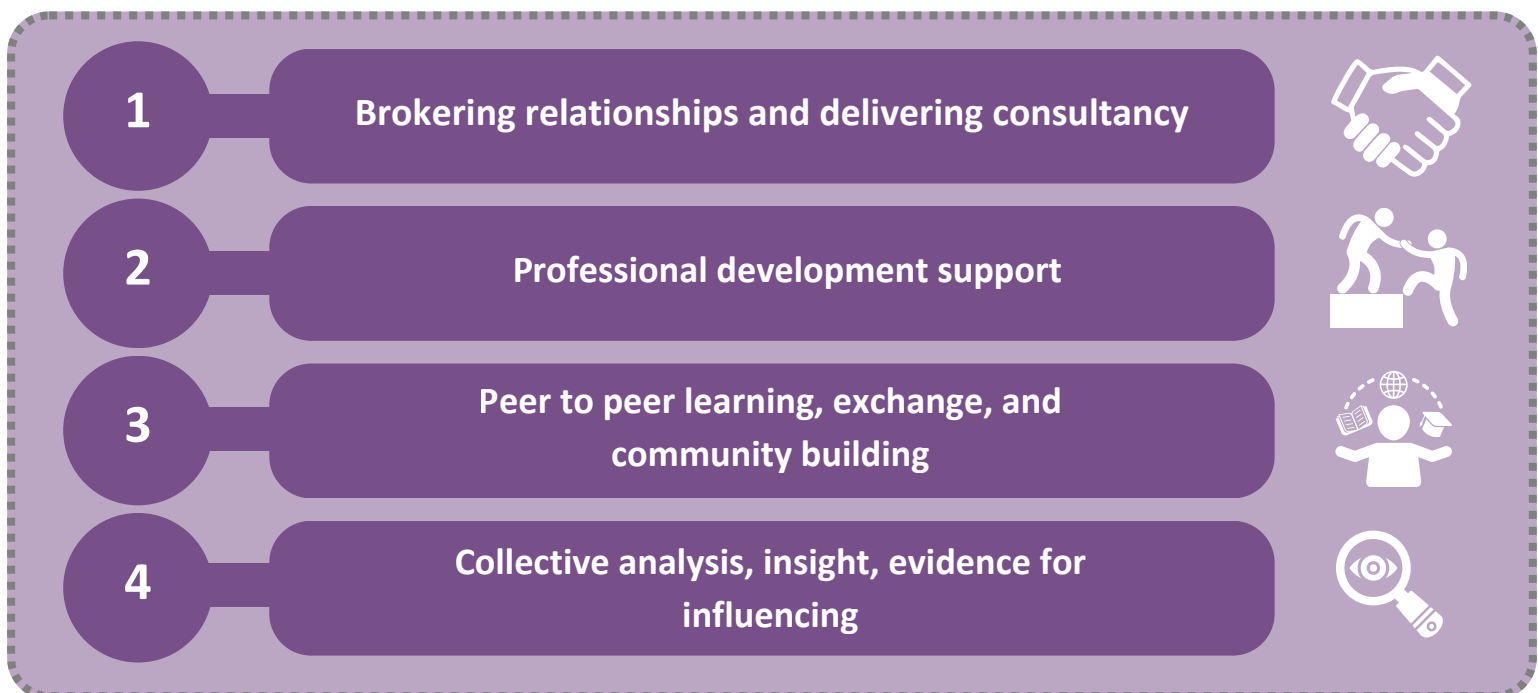 1
Brokering relationships and delivering consultancy
2
Professional development support
3
Peer to peer learning, exchange, and
community building
4
Collective analysis, insight, evidence for
influencing